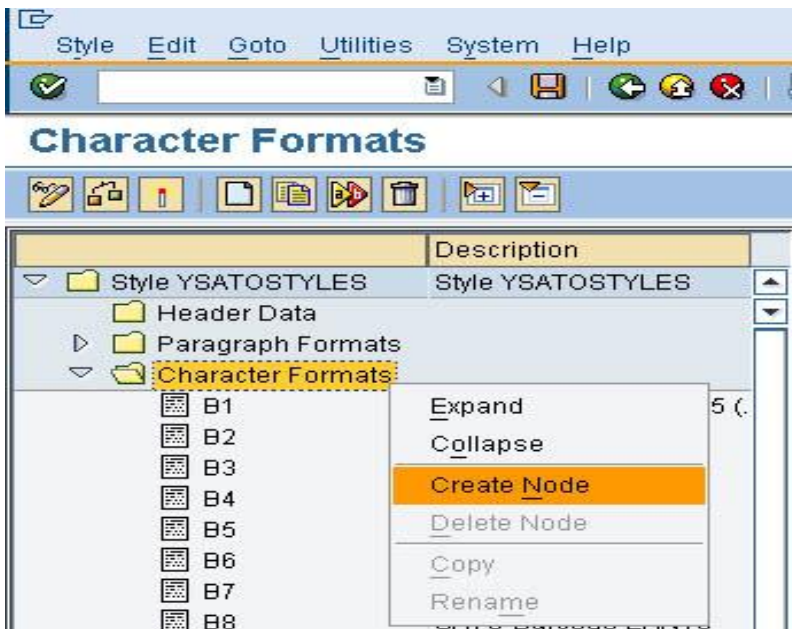 Style Edit Goto Utilities System Help
Character Formats
Description
Style YSATOSTYLES Style YSATOSTYLES
Header Data
Paragraph Formats
Character Formats
B1 Expand 5 (.
B2 Collapse
B3
B4 Create Node
B5 Delete Node
B6 Copy
B7 Rename
B8